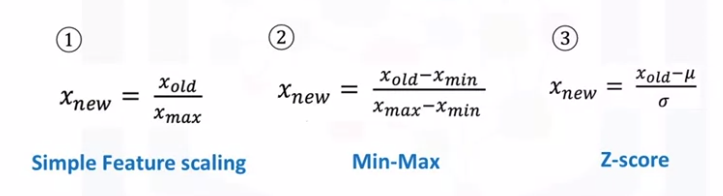 ① ② ③
x_new = x_old / x_max
x_new = x_old−x_min / x_max−x_min
x_new = x_old−μ / σ
Simple Feature scaling Min-Max Z-score